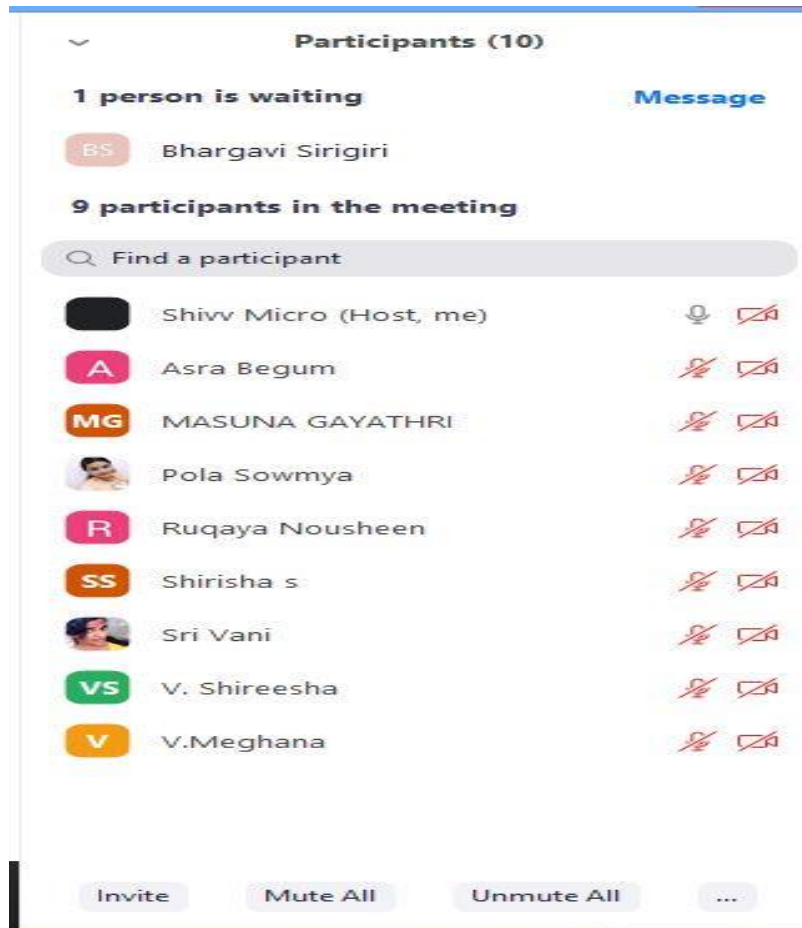 Participants (10)
1 person is waiting Message
BS Bhargavi Sirigiri
9 participants in the meeting
Find a participant
Shivv Micro (Host, me)
A Asra Begum
MG MASUNA GAYATHRI
Pola Sowmya
R Ruqaya Nousheen
SS Shirisha s
Sri Vani
VS V. Shireesha
V V.Meghana
Invite Mute All Unmute All ...